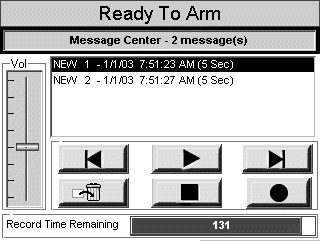 Ready To Arm
Message Center - 2 message(s)
Vol
NEW 1 - 1/1/03 7:51:23 AM (5 Sec)
NEW 2 - 1/1/03 7:51:27 AM (5 Sec)
Record Time Remaining
131